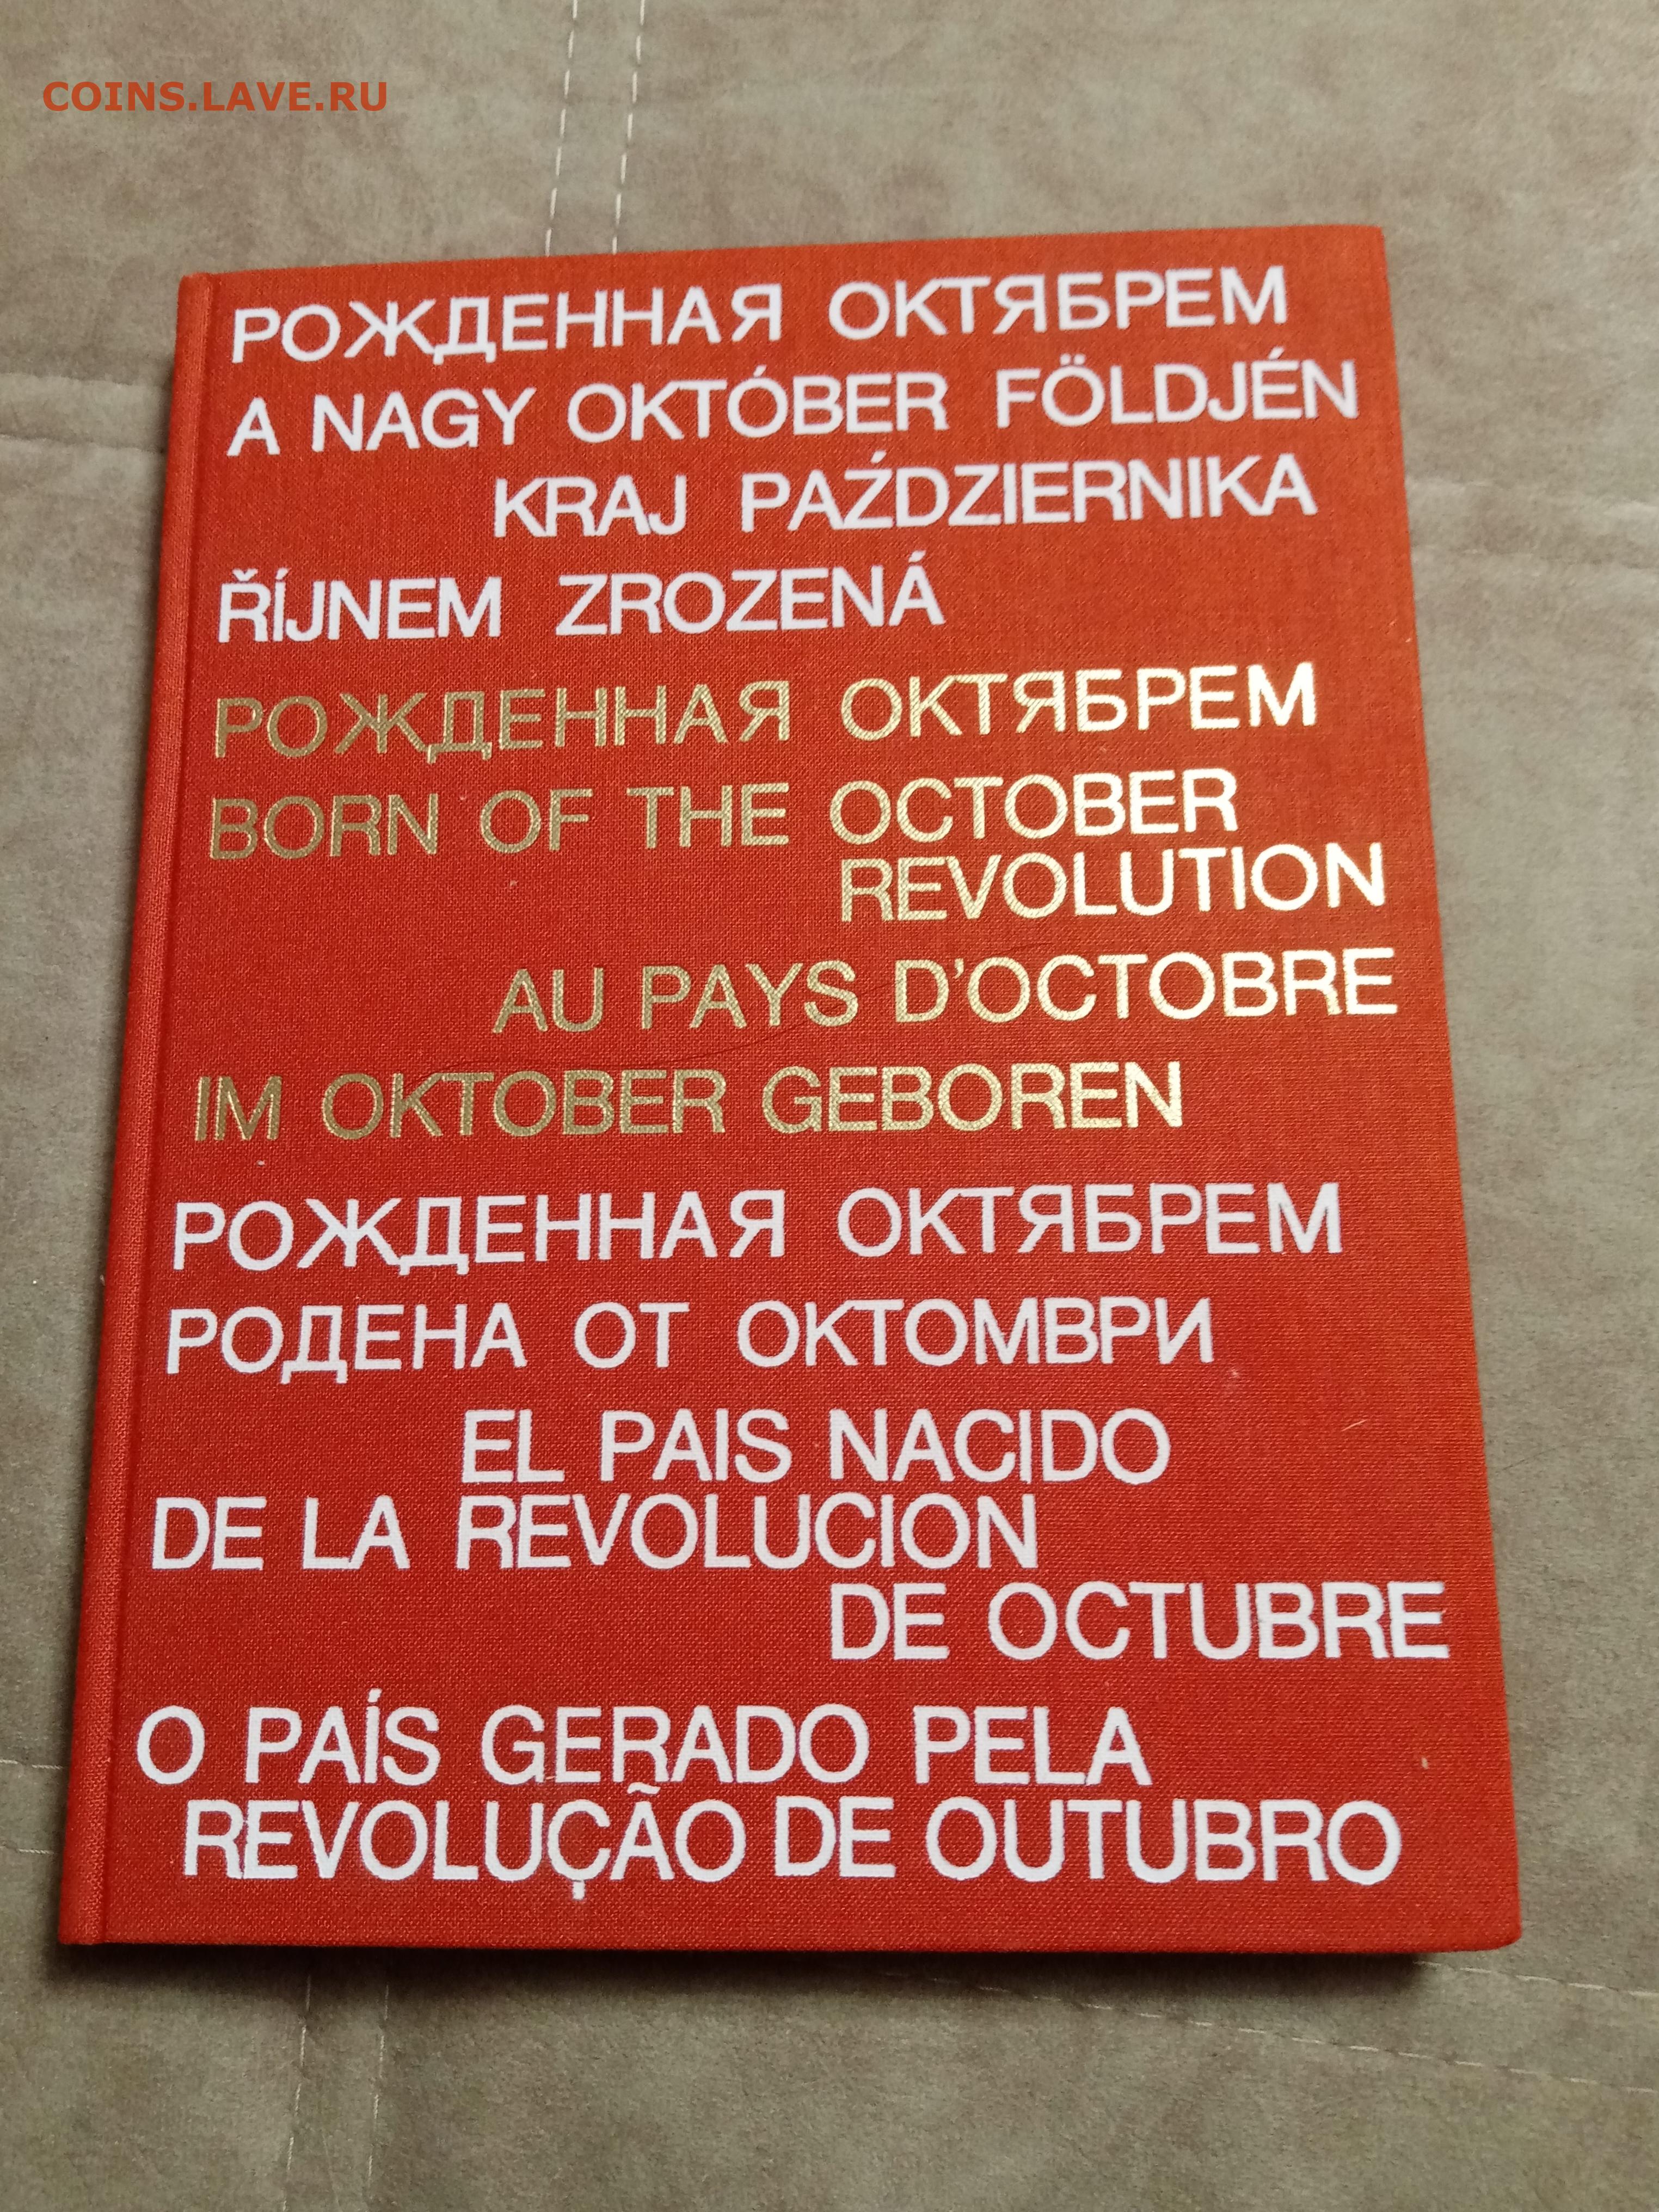 COINS.LAVE.RU
РОЖДЕННАЯ ОКТЯБРЕМ
A NAGY OKTÓBER FÖLDJÉN
KRAJ PAŹDZIERNIKA
ŘÍJNEM ZROZENÁ
РОЖДЕННАЯ ОКТЯБРЕМ
BORN OF THE OCTOBER
REVOLUTION
AU PAYS D'OCTOBRE
IM OKTOBER GEBOREN
РОЖДЕННАЯ ОКТЯБРЕМ
РОДЕНА ОТ ОКТОМВРИ
EL PAIS NACIDO
DE LA REVOLUCION
DE OCTUBRE
O PAÍS GERADO PELA
REVOLUÇÃO DE OUTUBRO